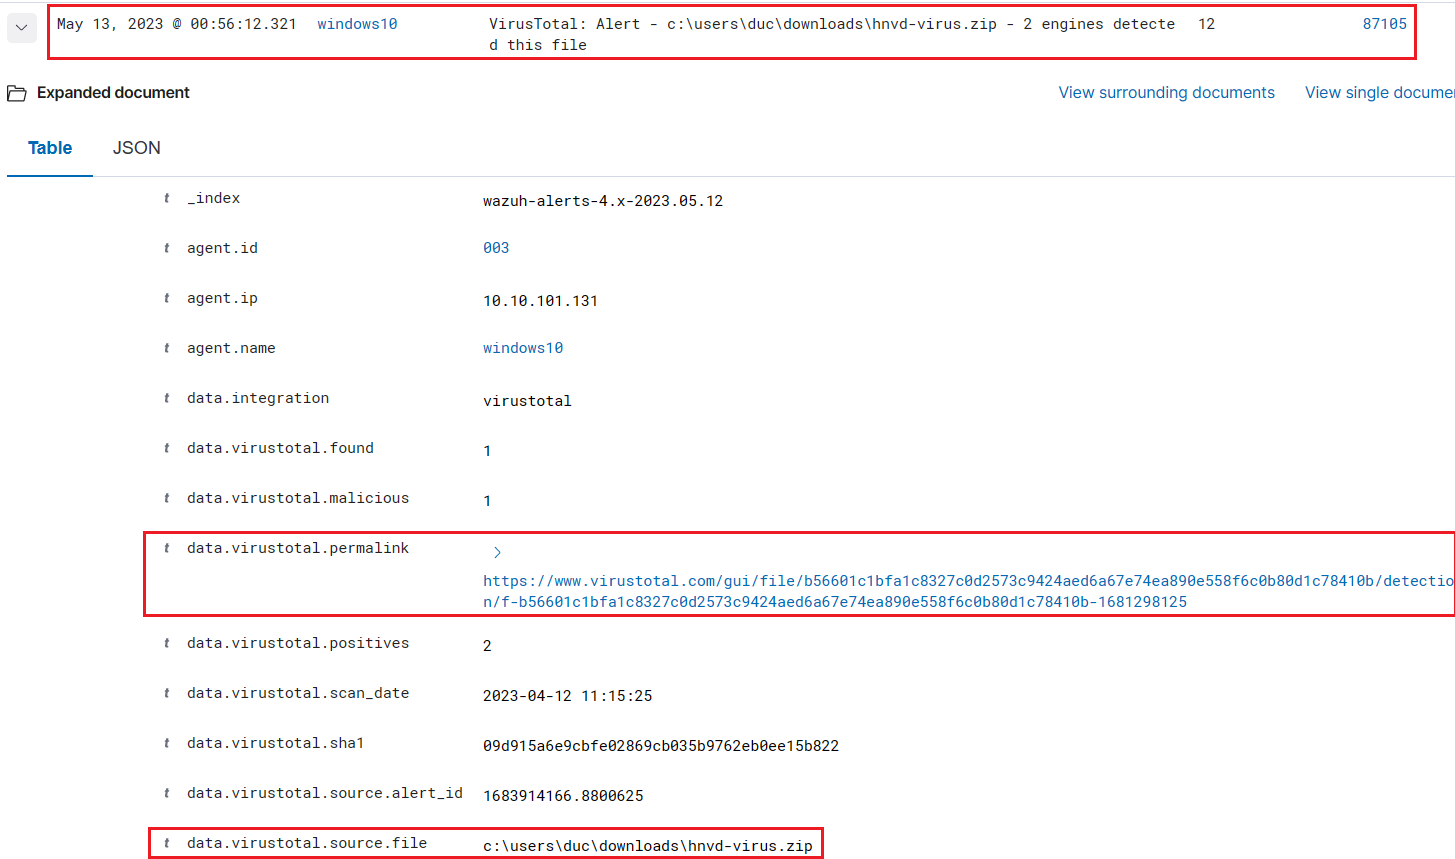 May 13, 2023 @ 00:56:12.321 windows10 VirusTotal: Alert - c:\users\duc\downloads\hnvd-virus.zip - 2 engines detecte 12 87105
d this file
Expanded document View surrounding documents View single docume
Table JSON
t _index wazuh-alerts-4.x-2023.05.12
t agent.id 003
t agent.ip 10.10.101.131
t agent.name windows10
t data.integration virustotal
t data.virustotal.found 1
t data.virustotal.malicious 1
t data.virustotal.permalink
https://www.virustotal.com/gui/file/b56601c1bfa1c8327c0d2573c9424aed6a67e74ea890e558f6c0b80d1c78410b/detectio
n/f-b56601c1bfa1c8327c0d2573c9424aed6a67e74ea890e558f6c0b80d1c78410b-1681298125
t data.virustotal.positives 2
t data.virustotal.scan_date 2023-04-12 11:15:25
t data.virustotal.sha1 09d915a6e9cbfe02869cb035b9762eb0ee15b822
t data.virustotal.source.alert_id 1683914166.8800625
t data.virustotal.source.file c:\users\duc\downloads\hnvd-virus.zip